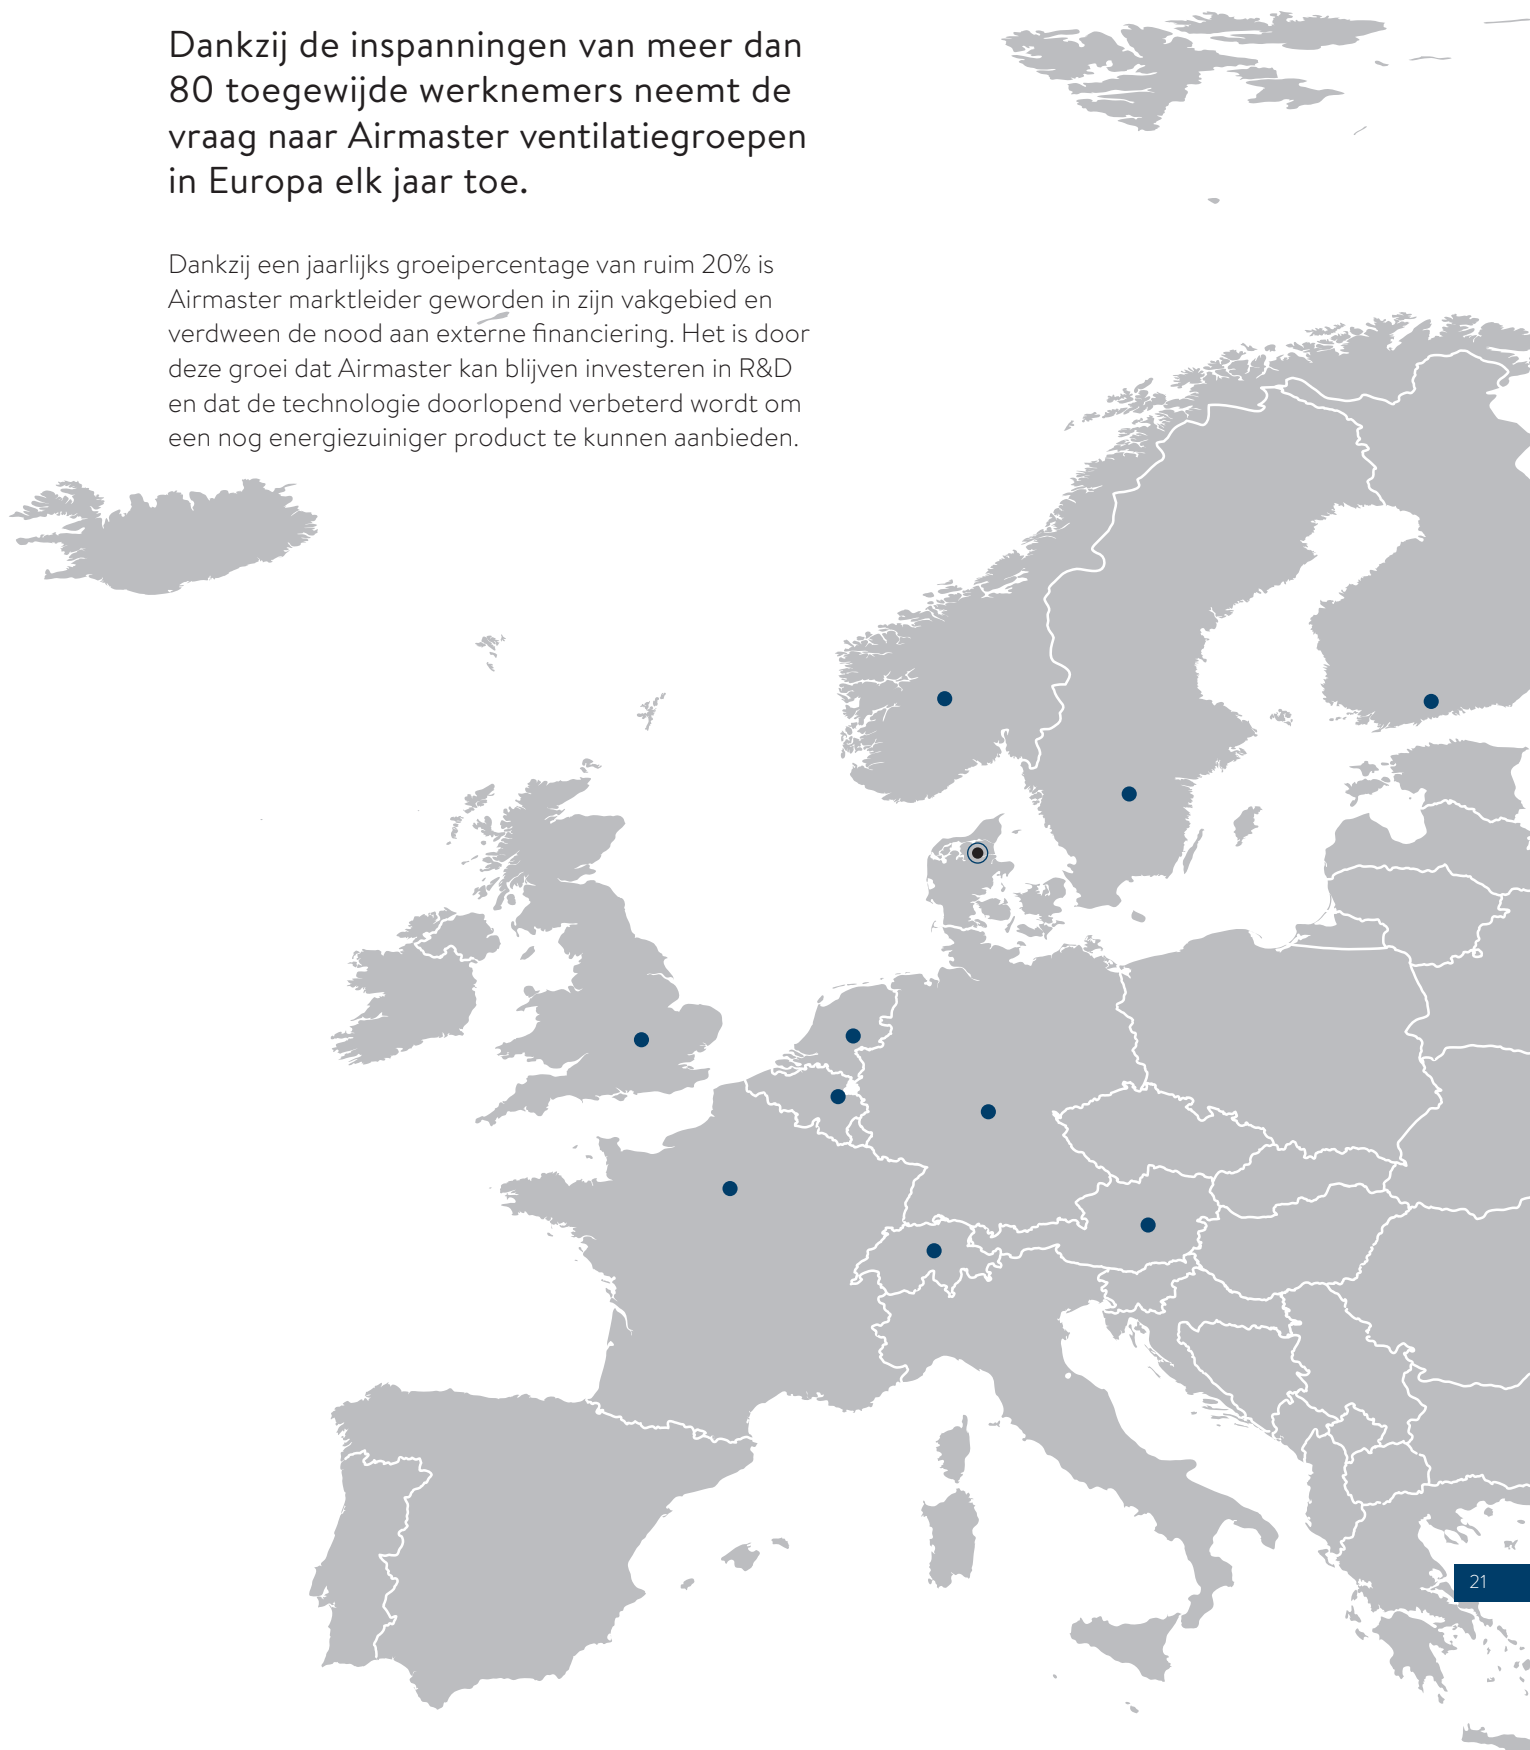 Dankzij de inspanningen van meer dan
80 toegewijde werknemers neemt de
vraag naar Airmaster ventilatiegroepen
in Europa elk jaar toe.
Dankzij een jaarlijks groeipercentage van ruim 20% is
Airmaster marktleider geworden in zijn vakgebied en
verdween de nood aan externe financiering. Het is door
deze groei dat Airmaster kan blijven investeren in R&D
en dat de technologie doorlopend verbeterd wordt om
een nog energiezuiniger product te kunnen aanbieden.
21